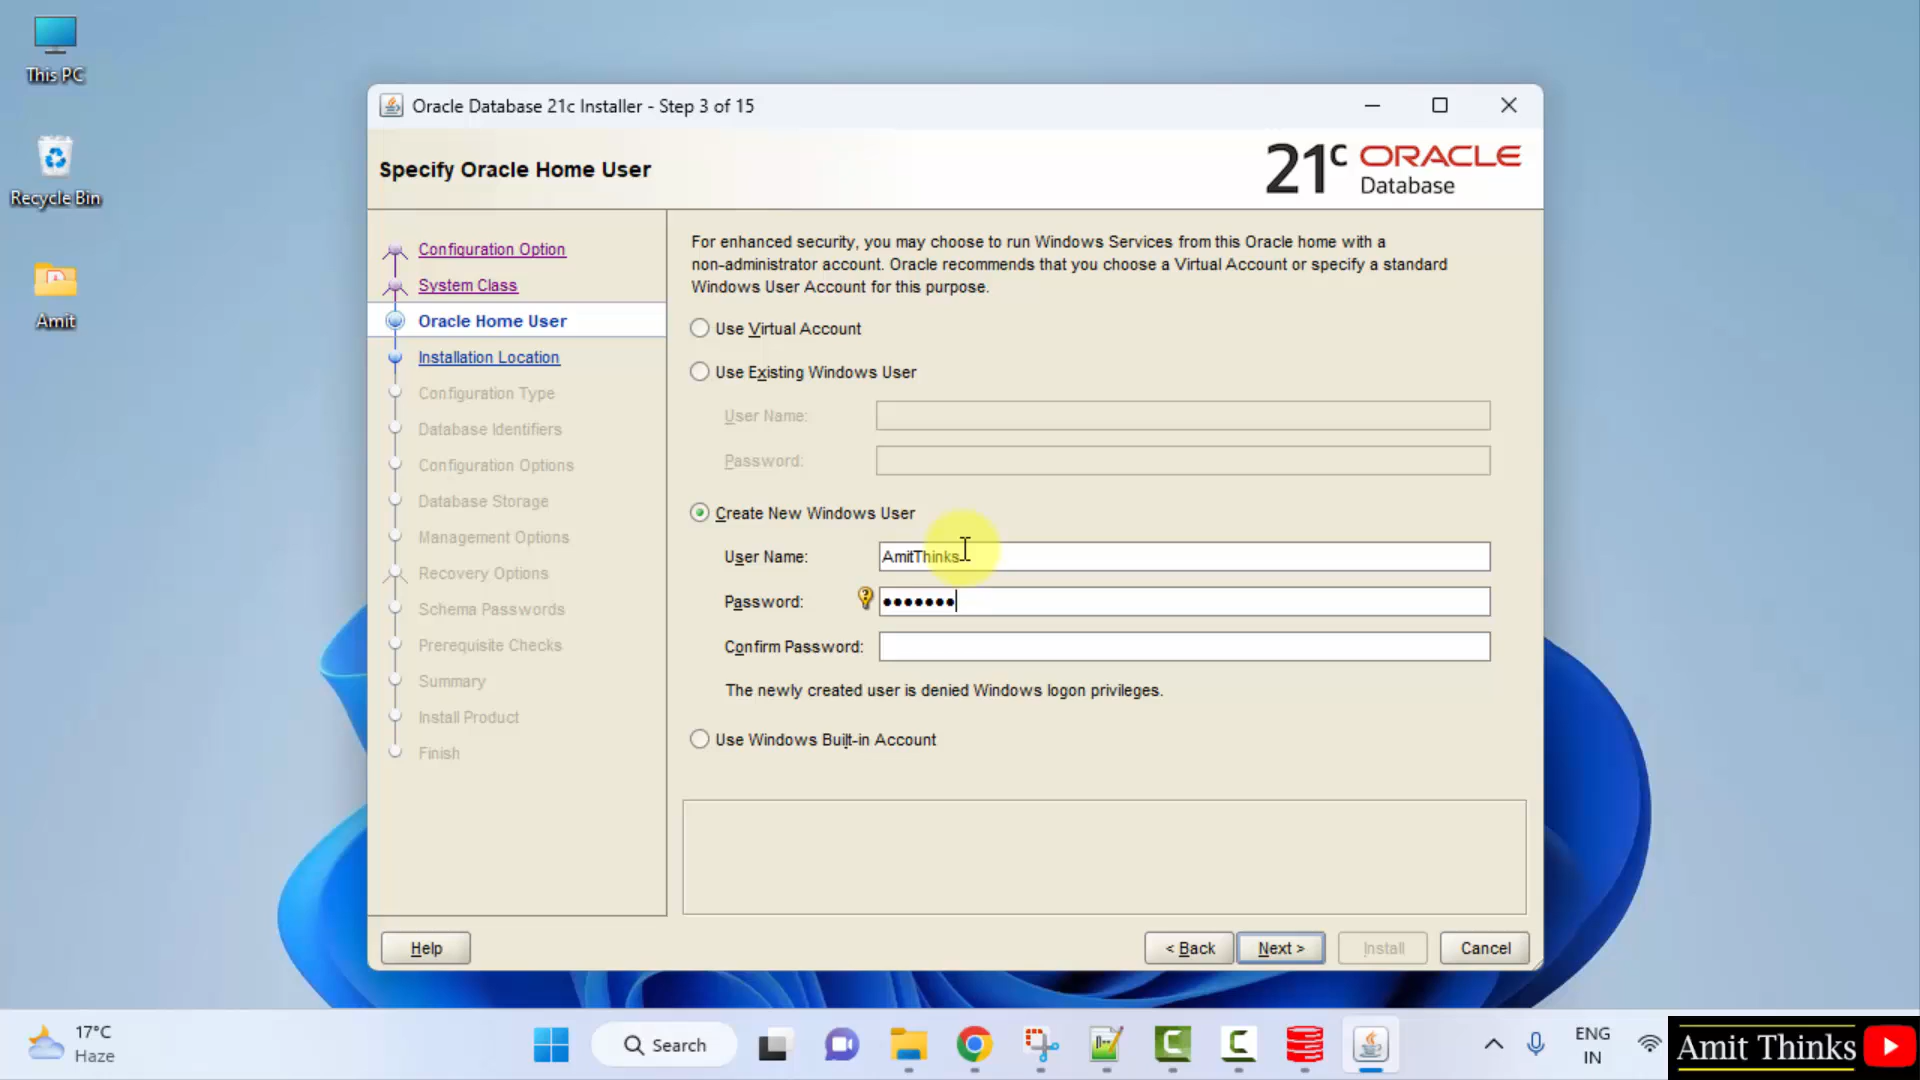 This PC
Recycle Bin
Amit
Oracle Database 21c Installer - Step 3 of 15
Specify Oracle Home User
21c ORACLE
Database
Configuration Option
System Class
Oracle Home User
Installation Location
Configuration Type
Database Identifiers
Configuration Options
Database Storage
Management Options
Recovery Options
Schema Passwords
Prerequisite Checks
Summary
Install Product
Finish
For enhanced security, you may choose to run Windows Services from this Oracle home with a
non-administrator account. Oracle recommends that you choose a Virtual Account or specify a standard
Windows User Account for this purpose.
Use Virtual Account
Use Existing Windows User
User Name:
Password:
Create New Windows User
User Name: AmitThinks
Password: •••••••
Confirm Password:
The newly created user is denied Windows logon privileges.
Use Windows Built-in Account
Help
< Back
Next >
Install
Cancel
17°C
Haze
Search
ENG
IN
Amit Thinks